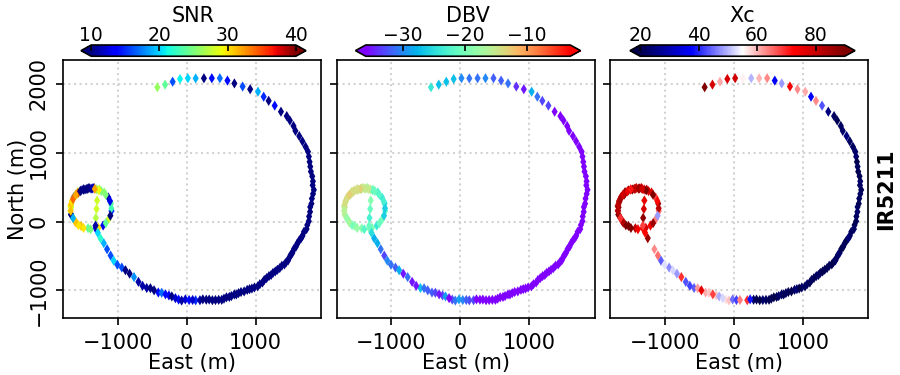 SNR DBV Xc
10 20 30 40 −30 −20 −10 20 40 60 80
2000
1000
0
−1000
North (m)
−1000 0 1000 −1000 0 1000 −1000 0 1000
East (m) East (m) East (m)
IR5211